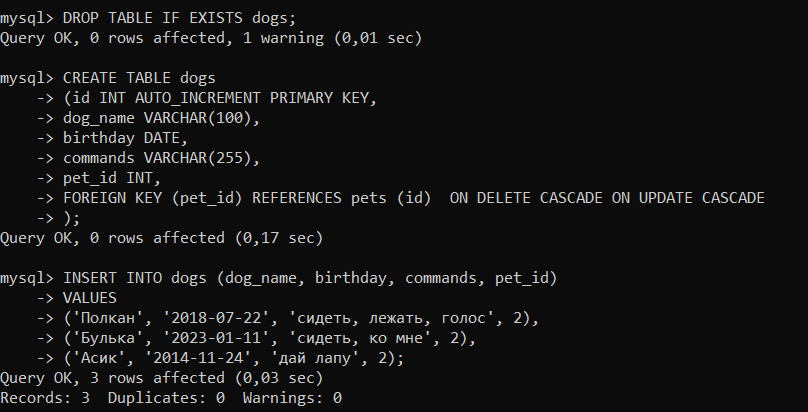 mysql> DROP TABLE IF EXISTS dogs;
Query OK, 0 rows affected, 1 warning (0,01 sec)
mysql> CREATE TABLE dogs
-> (id INT AUTO_INCREMENT PRIMARY KEY,
-> dog_name VARCHAR(100),
-> birthday DATE,
-> commands VARCHAR(255),
-> pet_id INT,
-> FOREIGN KEY (pet_id) REFERENCES pets (id)  ON DELETE CASCADE ON UPDATE CASCADE
-> );
Query OK, 0 rows affected (0,17 sec)
mysql> INSERT INTO dogs (dog_name, birthday, commands, pet_id)
-> VALUES
-> ('Полкан', '2018-07-22', 'сидеть, лежать, голос', 2),
-> ('Булька', '2023-01-11', 'сидеть, ко мне', 2),
-> ('Асик', '2014-11-24', 'дай лапу', 2);
Query OK, 3 rows affected (0,03 sec)
Records: 3  Duplicates: 0  Warnings: 0